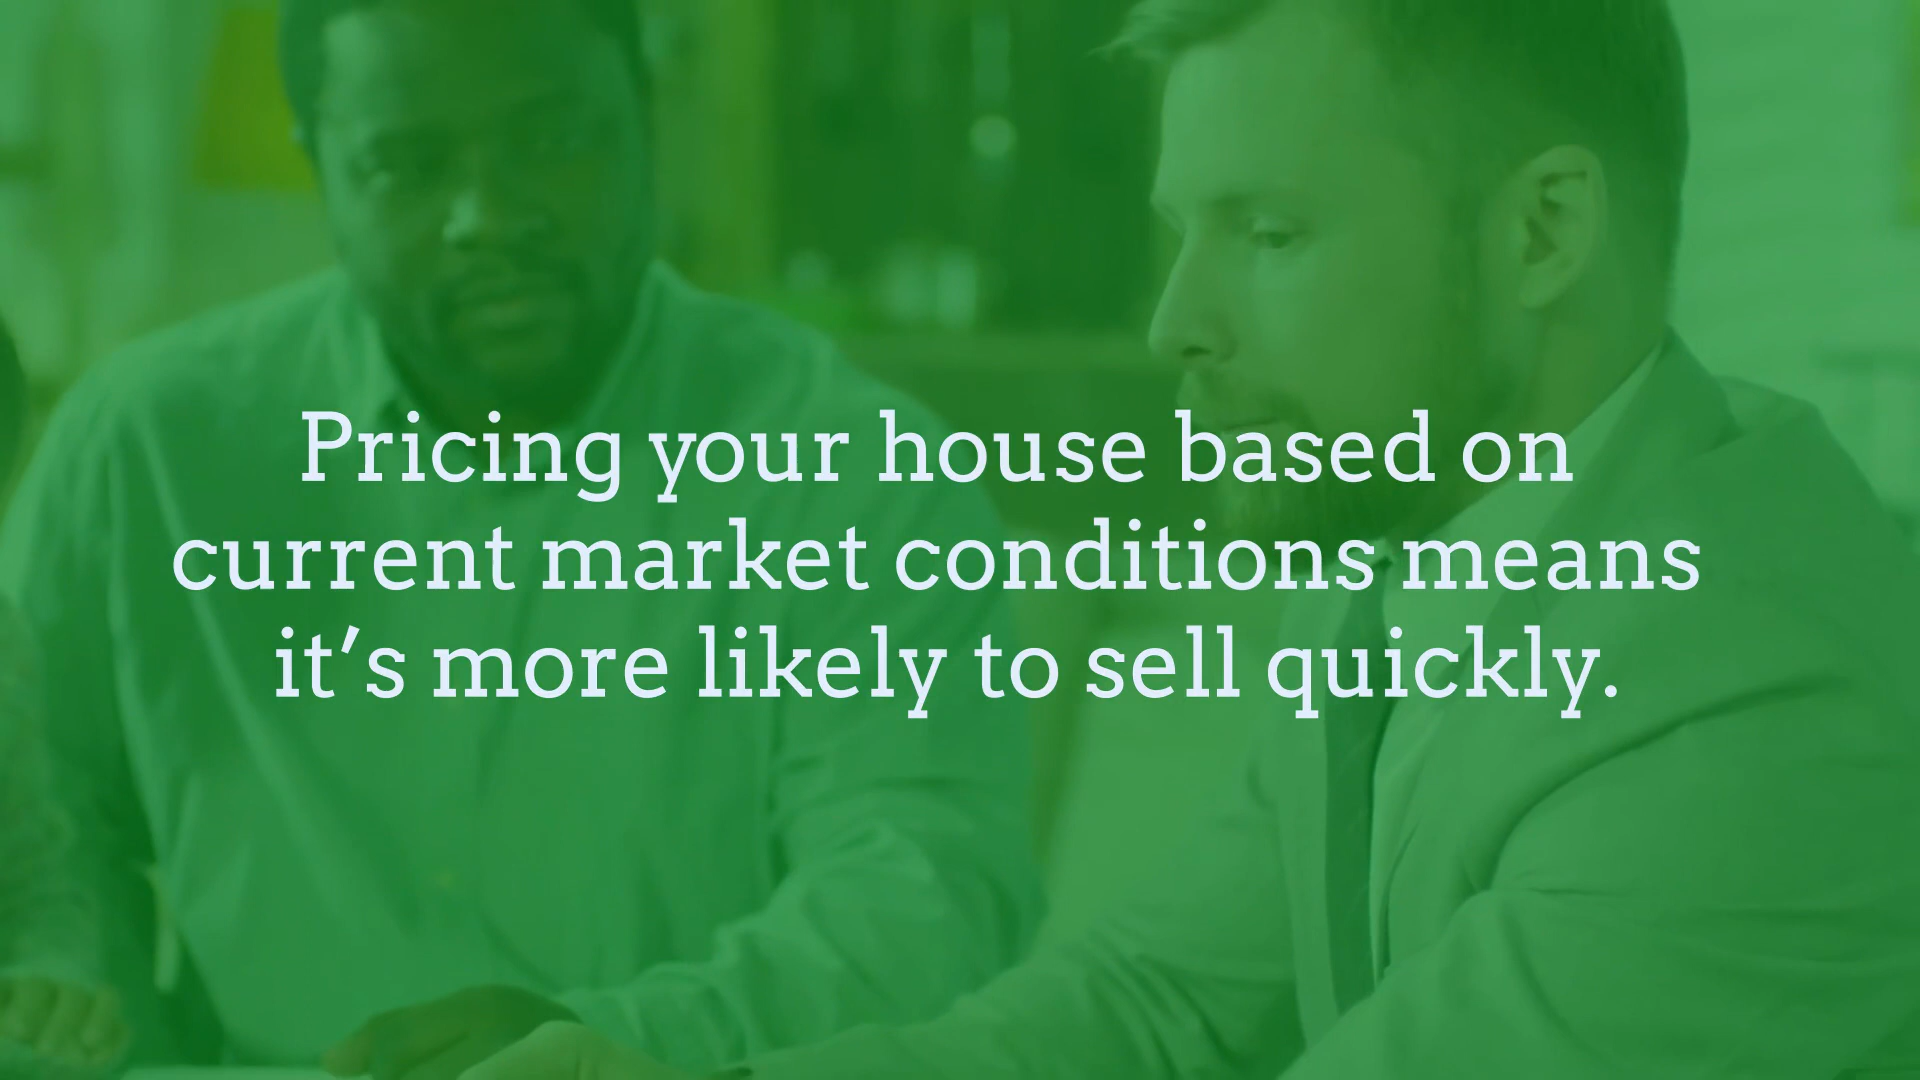 Pricing your house based on
current market conditions means
it’s more likely to sell quickly.